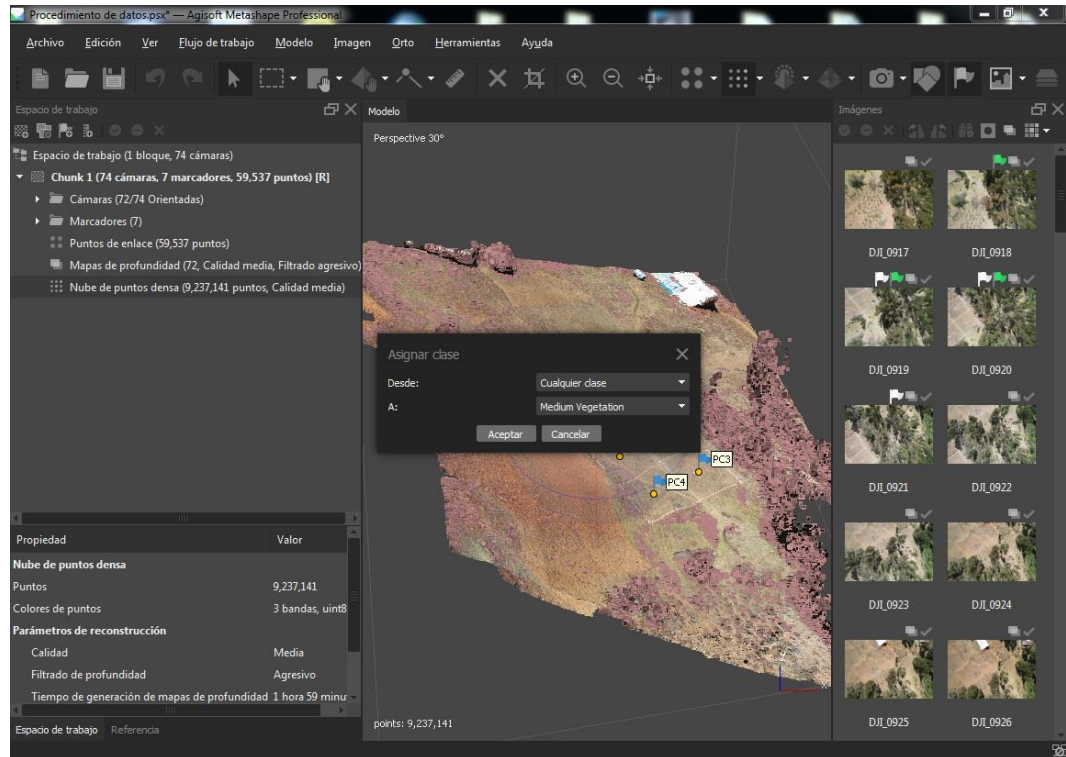 Procedimiento de datos.psx* — Agisoft Metashape Professional
Archivo Edición Ver Flujo de trabajo Modelo Imagen Orto Herramientas Ayuda
Espacio de trabajo
Espacio de trabajo (1 bloque, 74 cámaras)
Chunk 1 (74 cámaras, 7 marcadores, 59,537 puntos) [R]
Cámaras (72/74 Orientadas)
Marcadores (7)
Puntos de enlace (59,537 puntos)
Mapas de profundidad (72, Calidad media, Filtrado agresivo)
Nube de puntos densa (9,237,141 puntos, Calidad media)
Propiedad Valor
Nube de puntos densa
Puntos 9,237,141
Colores de puntos 3 bandas, uint8
Parámetros de reconstrucción
Calidad Media
Filtrado de profundidad Agresivo
Tiempo de generación de mapas de profundidad 1 hora 59 minu
Espacio de trabajo Referencia
Modelo
Perspective 30°
Asignar clase
Desde: Cualquier clase
A: Medium Vegetation
Aceptar Cancelar
PC3
PC4
points: 9,237,141
Imágenes
DJI_0917 DJI_0918
DJI_0919 DJI_0920
DJI_0921 DJI_0922
DJI_0923 DJI_0924
DJI_0925 DJI_0926